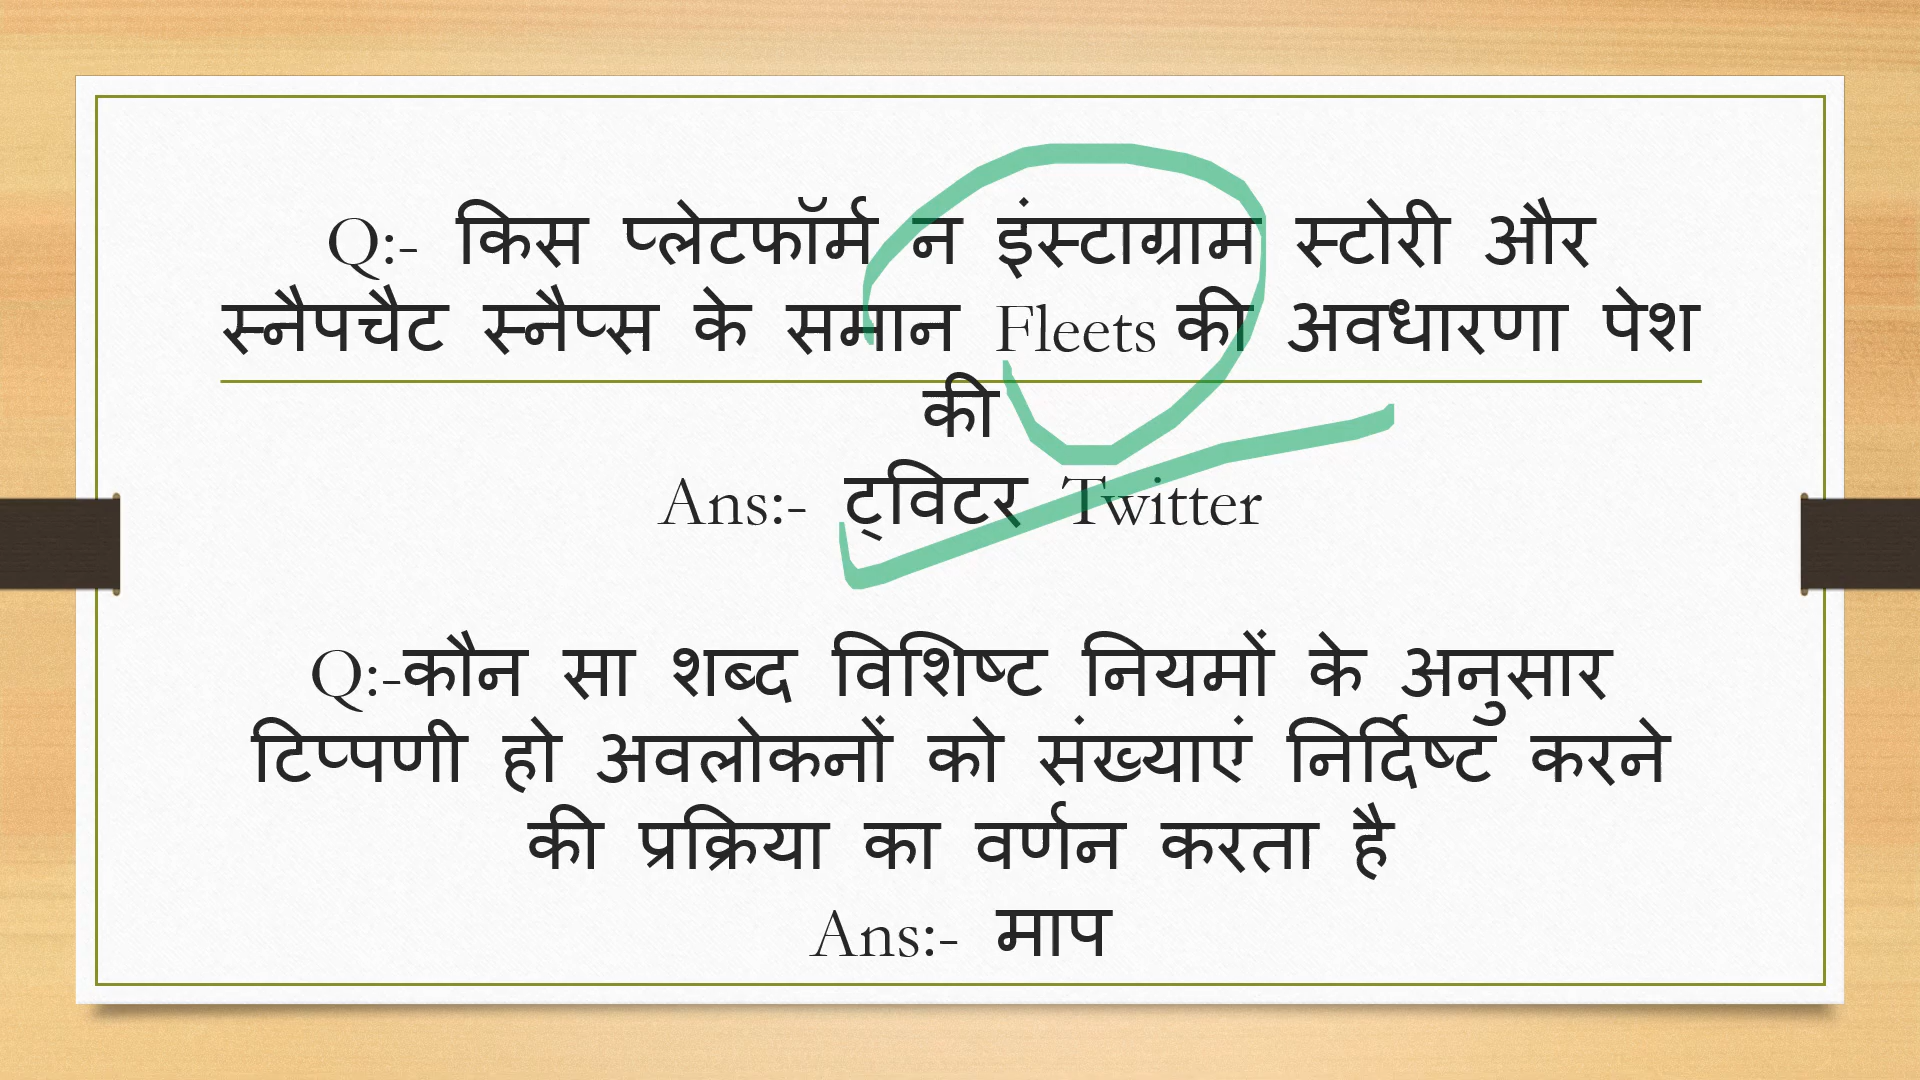 Q:- किस प्लेटफॉर्म न इंस्टाग्राम स्टोरी और
स्नैपचैट स्नैप्स के समान Fleets की अवधारणा पेश
की
Ans:- ट्विटर Twitter
Q:-कौन सा शब्द विशिष्ट नियमों के अनुसार
टिप्पणी हो अवलोकनों को संख्याएं निर्दिष्ट करने
की प्रक्रिया का वर्णन करता है
Ans:- माप